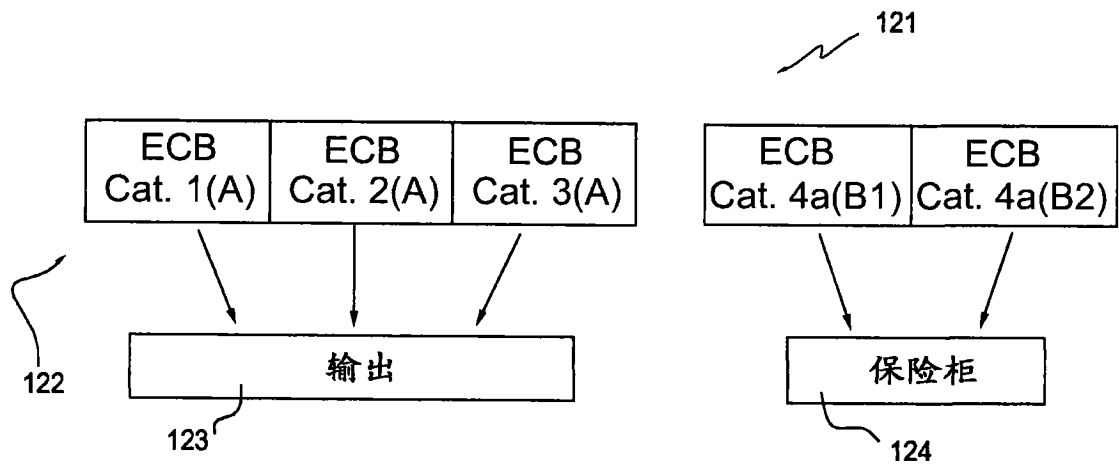 121
ECB
Cat. 1(A)
ECB
Cat. 2(A)
ECB
Cat. 3(A)
ECB
Cat. 4a(B1)
ECB
Cat. 4a(B2)
122
输出
保险柜
123
124